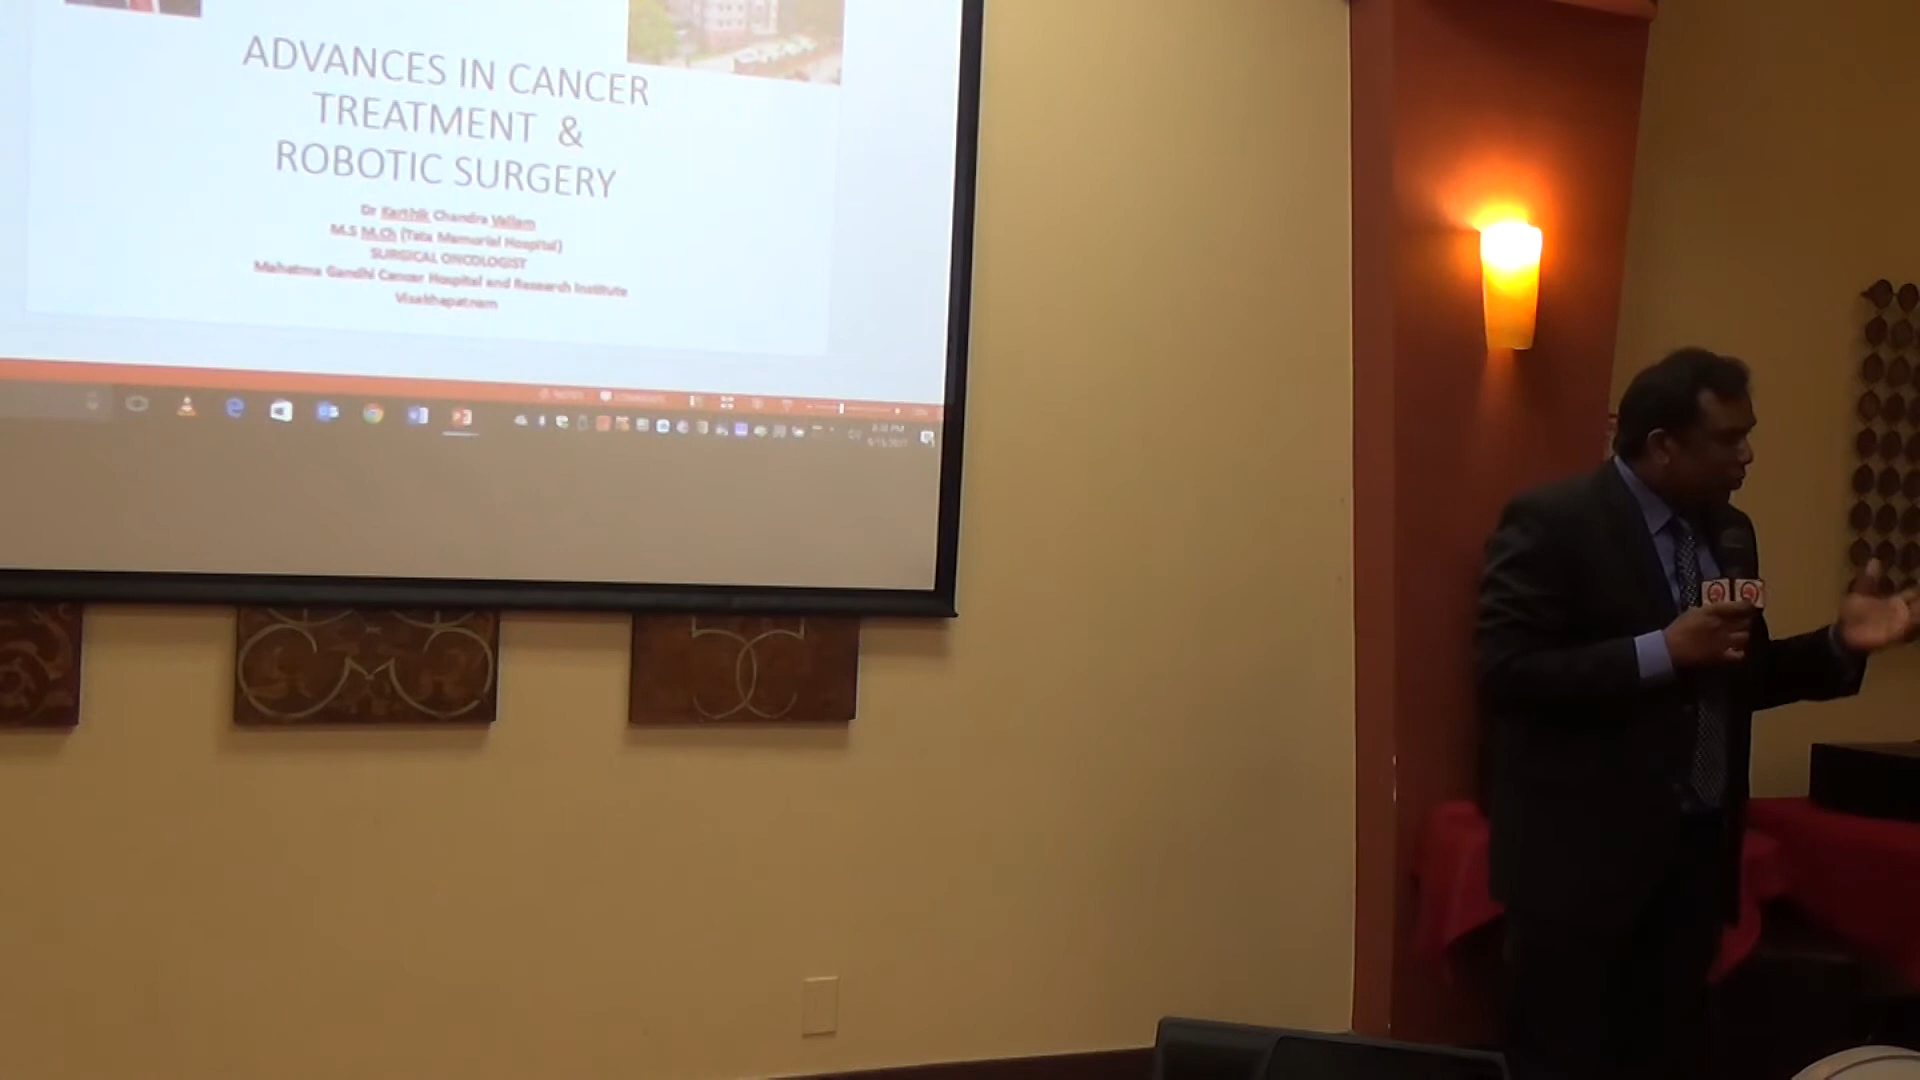 ADVANCES IN CANCER
TREATMENT &
ROBOTIC SURGERY
Dr Karthik Chandra Vallam
M.S M.Ch (Tata Memorial Hospital)
SURGICAL ONCOLOGIST
Mahatma Gandhi Cancer Hospital and Research Institute
Visakhapatnam